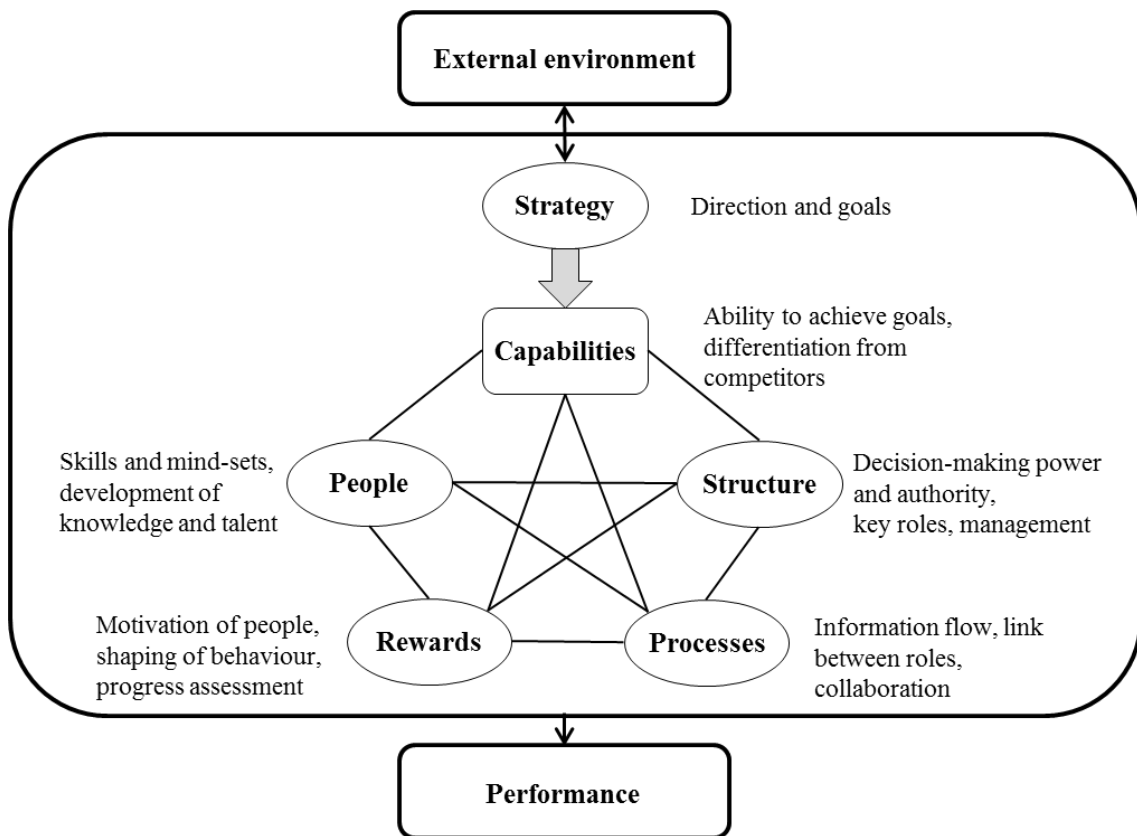 External environment
Strategy
Direction and goals
Capabilities
Ability to achieve goals,
differentiation from
competitors
People
Skills and mind-sets,
development of
knowledge and talent
Structure
Decision-making power
and authority,
key roles, management
Rewards
Motivation of people,
shaping of behaviour,
progress assessment
Processes
Information flow, link
between roles,
collaboration
Performance